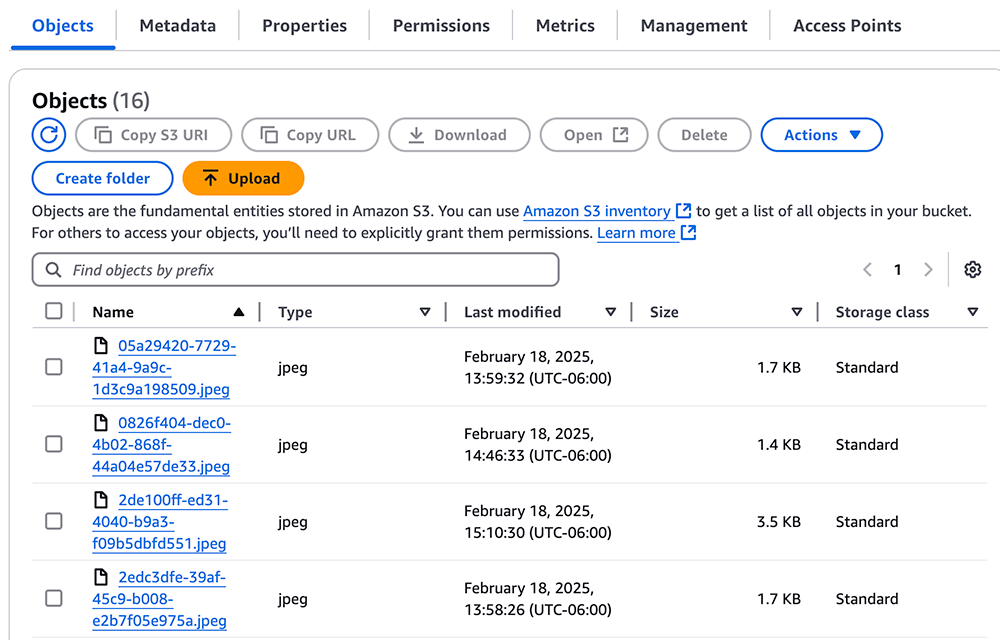 Objects Metadata Properties Permissions Metrics Management Access Points
Objects (16)
Copy S3 URI Copy URL Download Open Delete Actions
Create folder Upload
Objects are the fundamental entities stored in Amazon S3. You can use Amazon S3 inventory to get a list of all objects in your bucket.
For others to access your objects, you’ll need to explicitly grant them permissions. Learn more
Find objects by prefix 1
Name Type Last modified Size Storage class
05a29420-7729-
41a4-9a9c-
1d3c9a198509.jpeg
jpeg
February 18, 2025,
13:59:32 (UTC-06:00)
1.7 KB
Standard
0826f404-dec0-
4b02-868f-
44a04e57de33.jpeg
jpeg
February 18, 2025,
14:46:33 (UTC-06:00)
1.4 KB
Standard
2de100ff-ed31-
4040-b9a3-
f09b5dbfd551.jpeg
jpeg
February 18, 2025,
15:10:30 (UTC-06:00)
3.5 KB
Standard
2edc3dfe-39af-
45c9-b008-
e2b7f05e975a.jpeg
jpeg
February 18, 2025,
13:58:26 (UTC-06:00)
1.7 KB
Standard